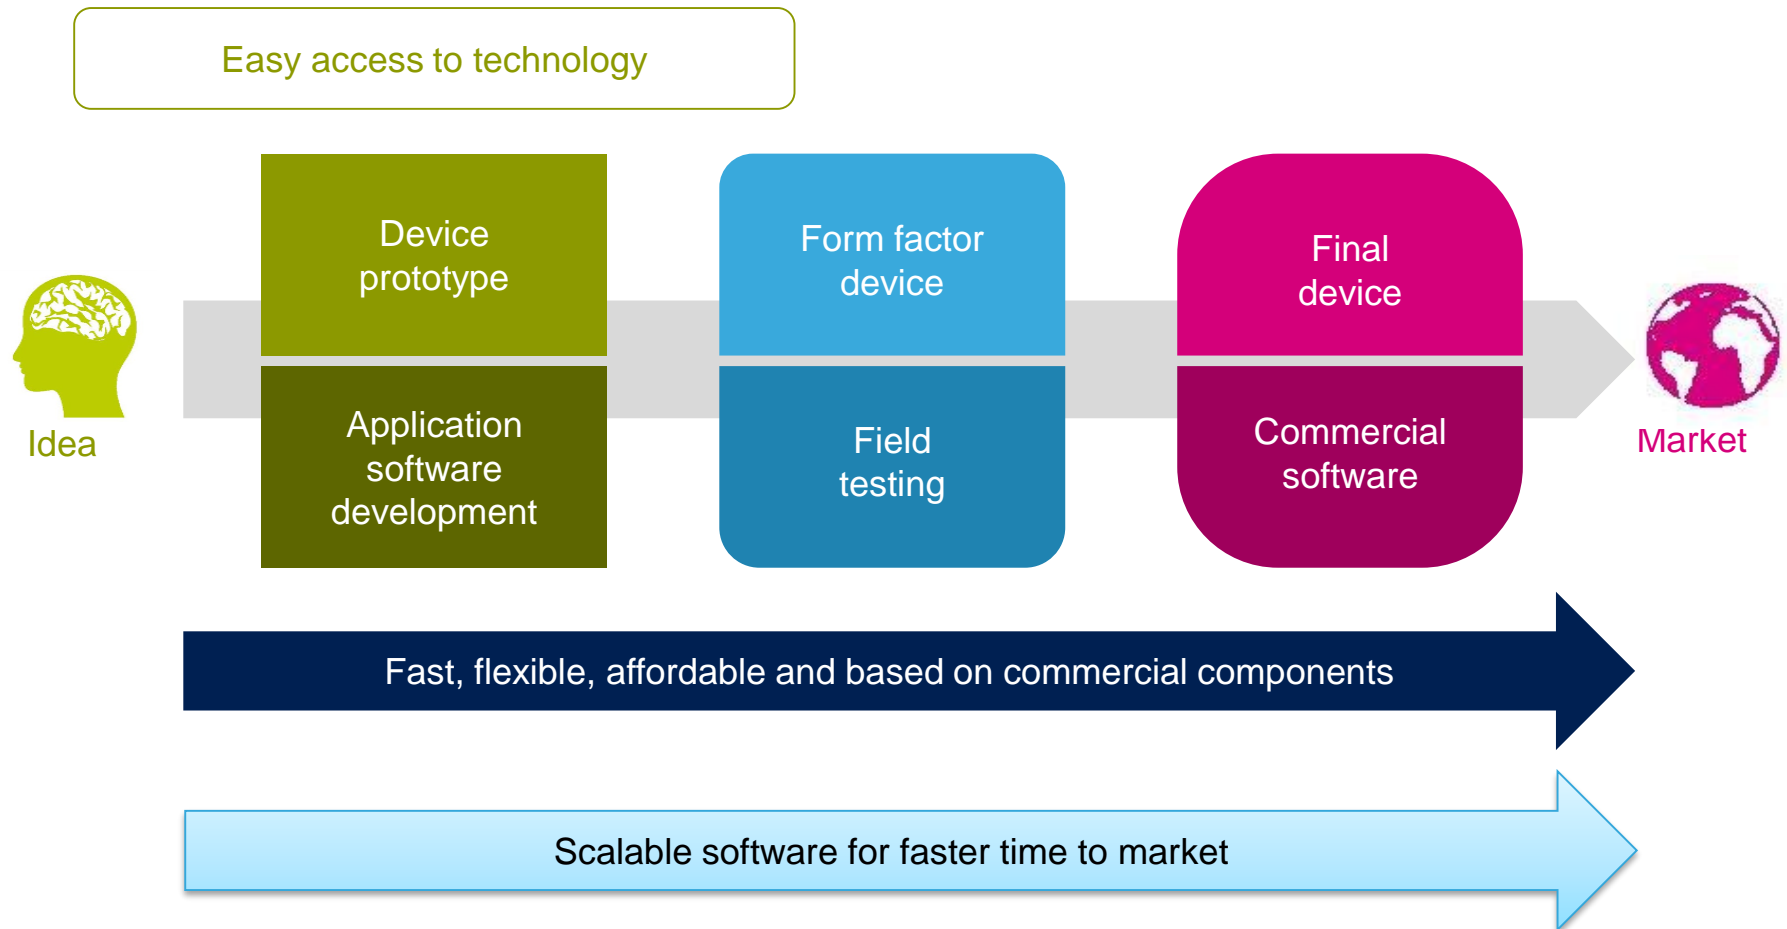 Easy access to technology
Device
prototype
Form factor
device
Final
device
Application
software
development
Field
testing
Commercial
software
Idea
Market
Fast, flexible, affordable and based on commercial components
Scalable software for faster time to market